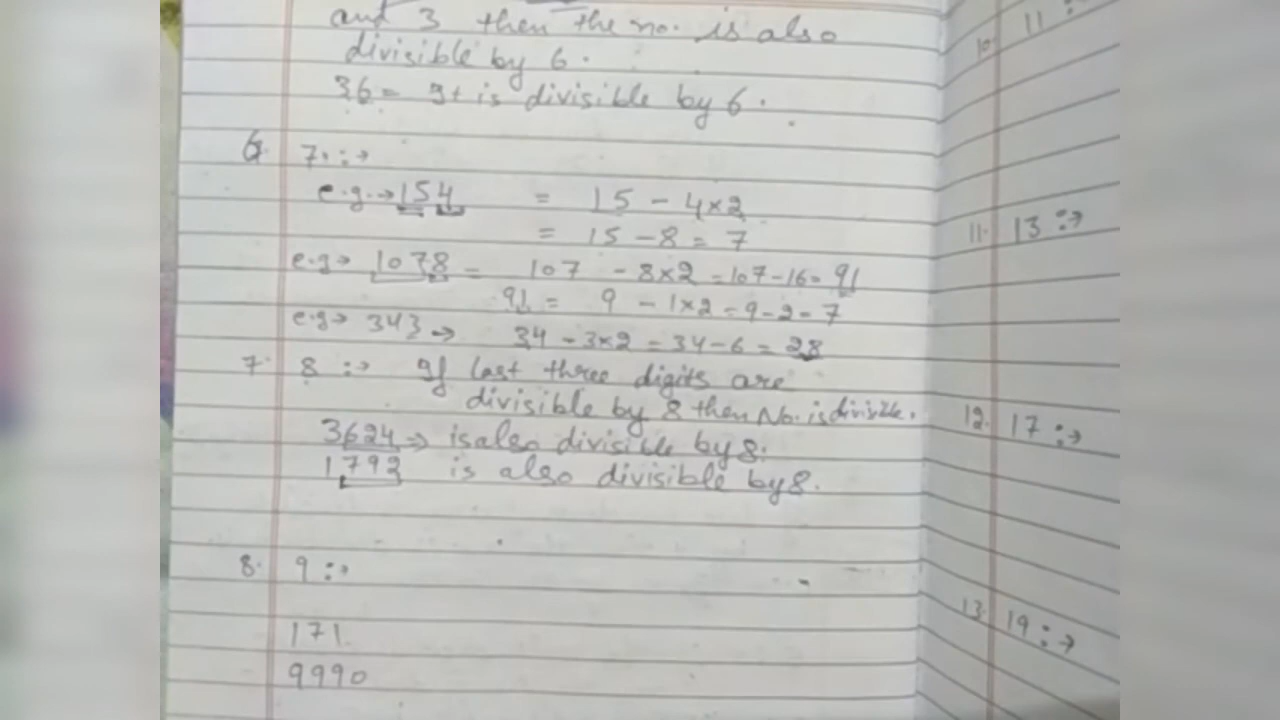 and 3 then the no. is also
divisible by 6.
36 = It is divisible by 6.
6. 7. :→
e.g.→ 154 = 15 - 4×2
= 15 - 8 = 7
e.g→ 1078 = 107 - 8×2 = 107-16= 91
91 = 9 - 1×2 = 9-2=7
e.g→ 343 → 34 - 3×2 = 34-6 = 28
7. 8 :→ If last three digits are
divisible by 8 then No. is divisible.
3624 → is also divisible by 8.
1792 is also divisible by 8.
8. 9 :→
171
9990
10. 11 :→
11. 13 :→
12. 17 :→
13. 19 :→